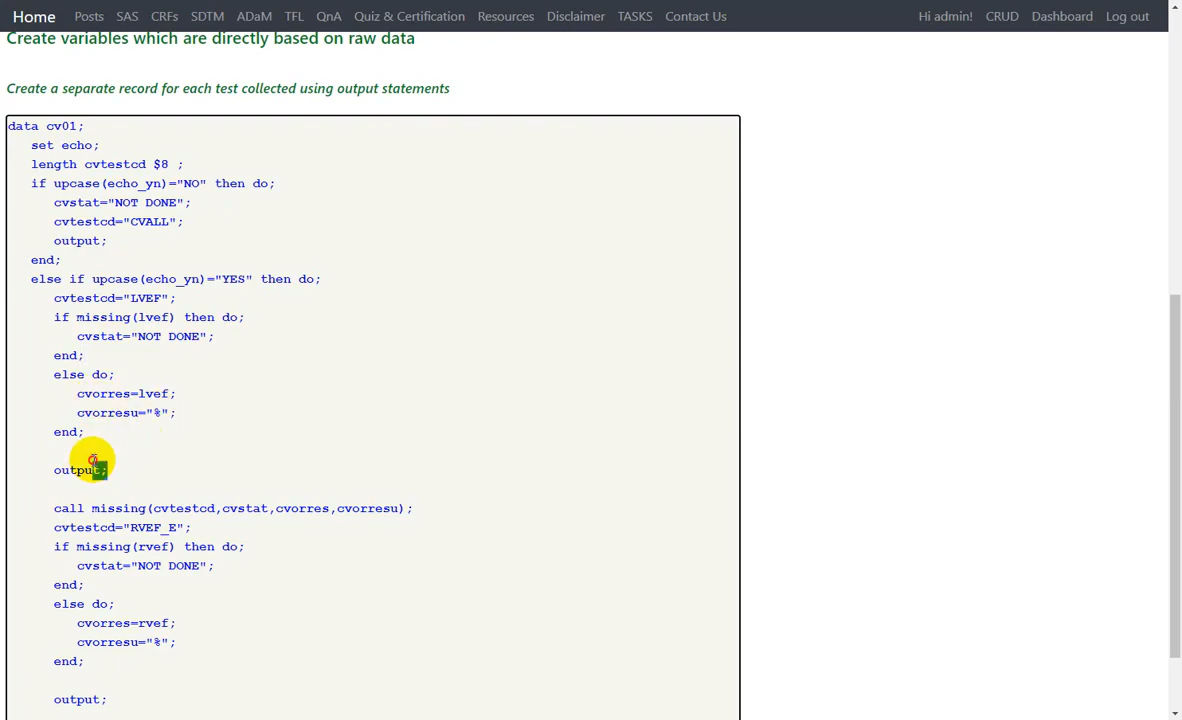 Home Posts SAS CRFs SDTM ADaM TFL QnA Quiz & Certification Resources Disclaimer TASKS Contact Us Hi admin! CRUD Dashboard Log out
Create variables which are directly based on raw data
Create a separate record for each test collected using output statements
data cv01;
set echo;
length cvtestcd $8 ;
if upcase(echo_yn)="NO" then do;
cvstat="NOT DONE";
cvtestcd="CVALL";
output;
end;
else if upcase(echo_yn)="YES" then do;
cvtestcd="LVEF";
if missing(lvef) then do;
cvstat="NOT DONE";
end;
else do;
cvorres=lvef;
cvorresu="%";
end;
output;
call missing(cvtestcd,cvstat,cvorres,cvorresu);
cvtestcd="RVEF_E";
if missing(rvef) then do;
cvstat="NOT DONE";
end;
else do;
cvorres=rvef;
cvorresu="%";
end;
output;